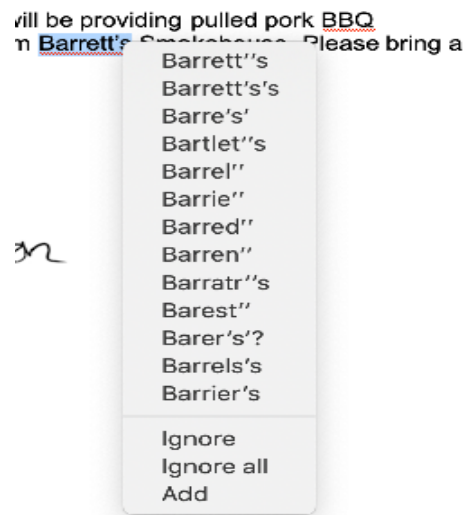 will be providing pulled pork BBQ
m Barrett's Smokehouse. Please bring a
Barrett''s
Barrett's's
Barre's'
Bartlet''s
Barrel''
Barrie''
Barred''
Barren''
Barratr''s
Barest''
Barer's'?
Barrels's
Barrier's
Ignore
Ignore all
Add